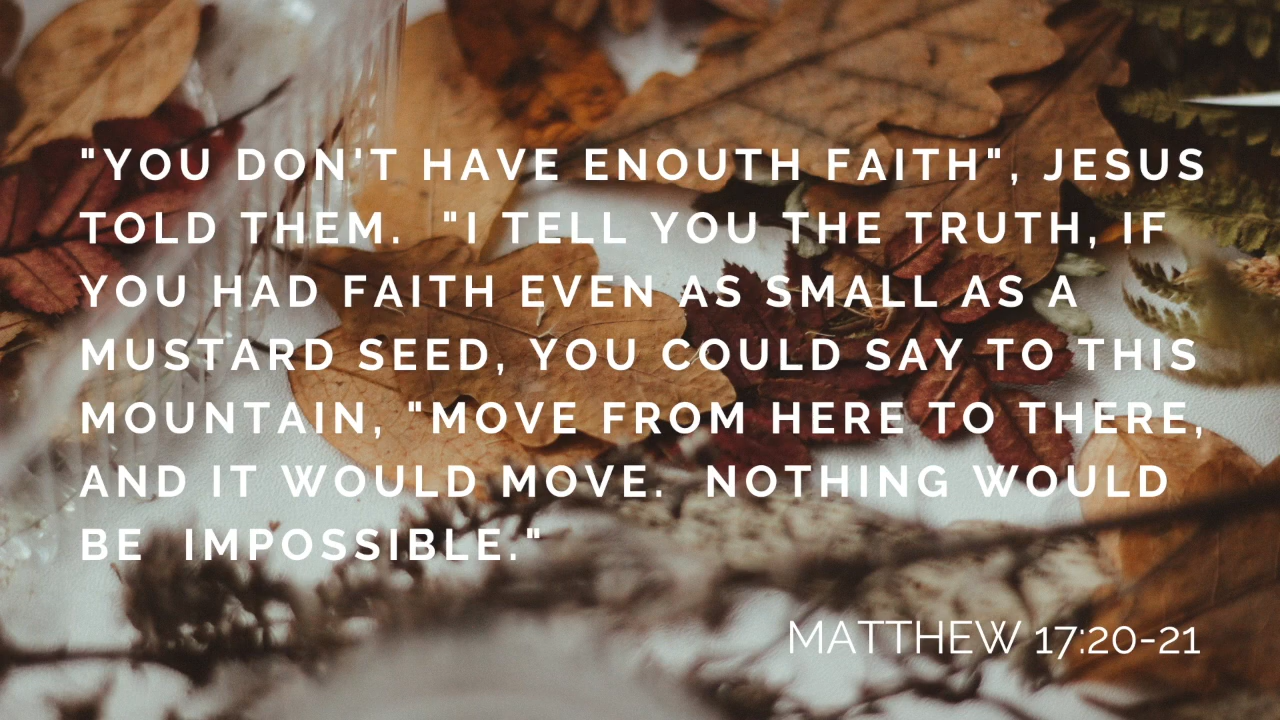 "YOU DON'T HAVE ENOUTH FAITH", JESUS
TOLD THEM.  "I TELL YOU THE TRUTH, IF
YOU HAD FAITH EVEN AS SMALL AS A
MUSTARD SEED, YOU COULD SAY TO THIS
MOUNTAIN, "MOVE FROM HERE TO THERE,
AND IT WOULD MOVE.  NOTHING WOULD
BE  IMPOSSIBLE."
MATTHEW 17:20-21